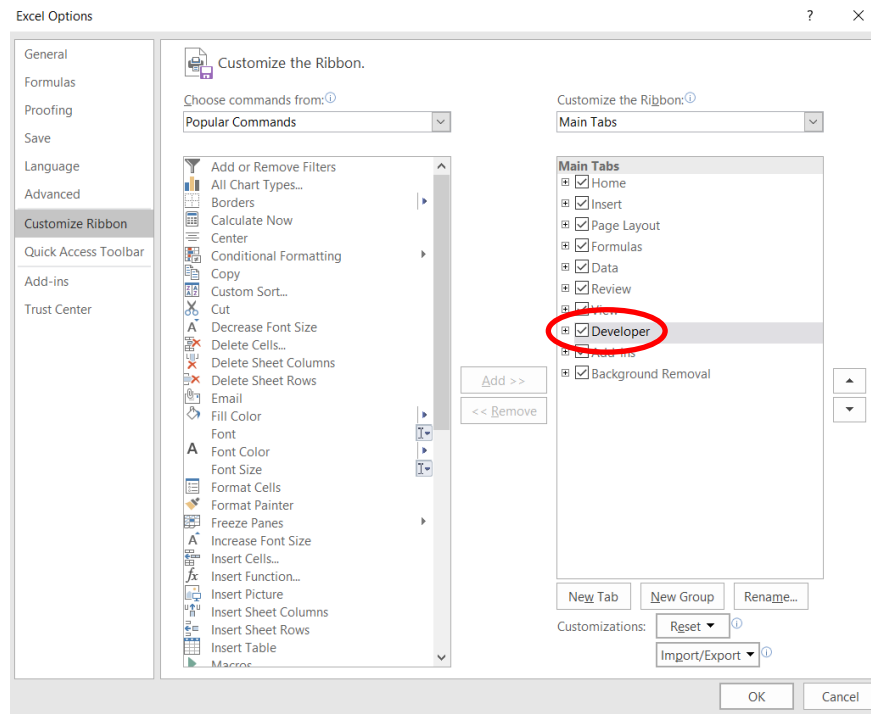 Excel Options
?
General
Formulas
Proofing
Save
Language
Advanced
Customize Ribbon
Quick Access Toolbar
Add-ins
Trust Center
Customize the Ribbon.
Choose commands from:
Popular Commands
Add or Remove Filters
All Chart Types...
Borders
Calculate Now
Center
Conditional Formatting
Copy
Custom Sort...
Cut
Decrease Font Size
Delete Cells...
Delete Sheet Columns
Delete Sheet Rows
Email
Fill Color
Font
Font Color
Font Size
Format Cells
Format Painter
Freeze Panes
Increase Font Size
Insert Cells...
Insert Function...
Insert Picture
Insert Sheet Columns
Insert Sheet Rows
Insert Table
Macros
Add >>
<< Remove
Customize the Ribbon:
Main Tabs
Main Tabs
Home
Insert
Page Layout
Formulas
Data
Review
View
Developer
Add-ins
Background Removal
New Tab
New Group
Rename...
Customizations:
Reset
Import/Export
OK
Cancel